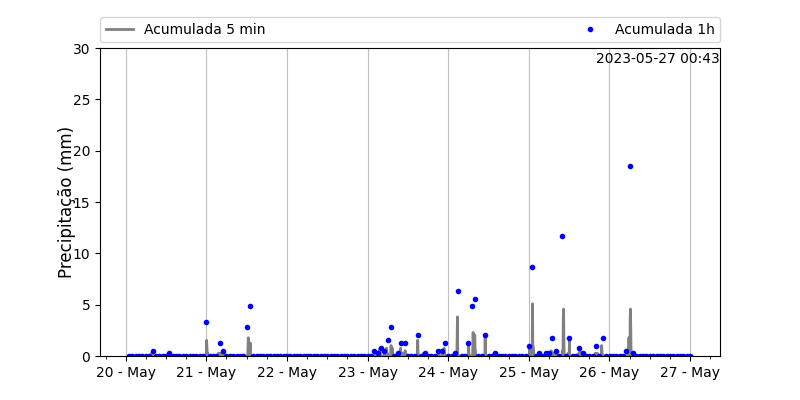 Acumulada 5 min
Acumulada 1h
2023-05-27 00:43
Precipitação (mm)
30
25
20
15
10
5
0
20 - May
21 - May
22 - May
23 - May
24 - May
25 - May
26 - May
27 - May